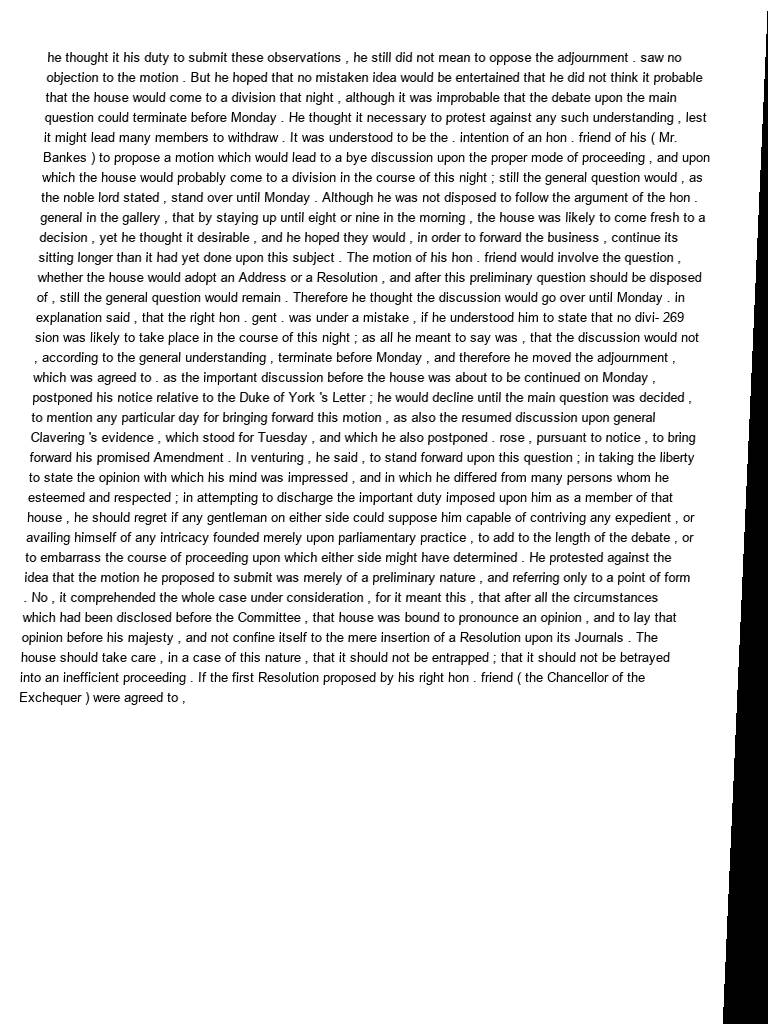 he thought it his duty to submit these observations , he still did not mean to oppose the adjournment . saw no
objection to the motion . But he hoped that no mistaken idea would be entertained that he did not think it probable
that the house would come to a division that night , although it was improbable that the debate upon the main
question could terminate before Monday . He thought it necessary to protest against any such understanding , lest
it might lead many members to withdraw . It was understood to be the . intention of an hon . friend of his ( Mr.
Bankes ) to propose a motion which would lead to a bye discussion upon the proper mode of proceeding , and upon
which the house would probably come to a division in the course of this night ; still the general question would , as
the noble lord stated , stand over until Monday . Although he was not disposed to follow the argument of the hon .
general in the gallery , that by staying up until eight or nine in the morning , the house was likely to come fresh to a
decision , yet he thought it desirable , and he hoped they would , in order to forward the business , continue its
sitting longer than it had yet done upon this subject . The motion of his hon . friend would involve the question ,
whether the house would adopt an Address or a Resolution , and after this preliminary question should be disposed
of , still the general question would remain . Therefore he thought the discussion would go over until Monday . in
explanation said , that the right hon . gent . was under a mistake , if he understood him to state that no divi- 269
sion was likely to take place in the course of this night ; as all he meant to say was , that the discussion would not
, according to the general understanding , terminate before Monday , and therefore he moved the adjournment ,
which was agreed to . as the important discussion before the house was about to be continued on Monday ,
postponed his notice relative to the Duke of York 's Letter ; he would decline until the main question was decided ,
to mention any particular day for bringing forward this motion , as also the resumed discussion upon general
Clavering 's evidence , which stood for Tuesday , and which he also postponed . rose , pursuant to notice , to bring
forward his promised Amendment . In venturing , he said , to stand forward upon this question ; in taking the liberty
to state the opinion with which his mind was impressed , and in which he differed from many persons whom he
esteemed and respected ; in attempting to discharge the important duty imposed upon him as a member of that
house , he should regret if any gentleman on either side could suppose him capable of contriving any expedient , or
availing himself of any intricacy founded merely upon parliamentary practice , to add to the length of the debate , or
to embarrass the course of proceeding upon which either side might have determined . He protested against the
idea that the motion he proposed to submit was merely of a preliminary nature , and referring only to a point of form
. No , it comprehended the whole case under consideration , for it meant this , that after all the circumstances
which had been disclosed before the Committee , that house was bound to pronounce an opinion , and to lay that
opinion before his majesty , and not confine itself to the mere insertion of a Resolution upon its Journals . The
house should take care , in a case of this nature , that it should not be entrapped ; that it should not be betrayed
into an inefficient proceeding . If the first Resolution proposed by his right hon . friend ( the Chancellor of the
Exchequer ) were agreed to ,